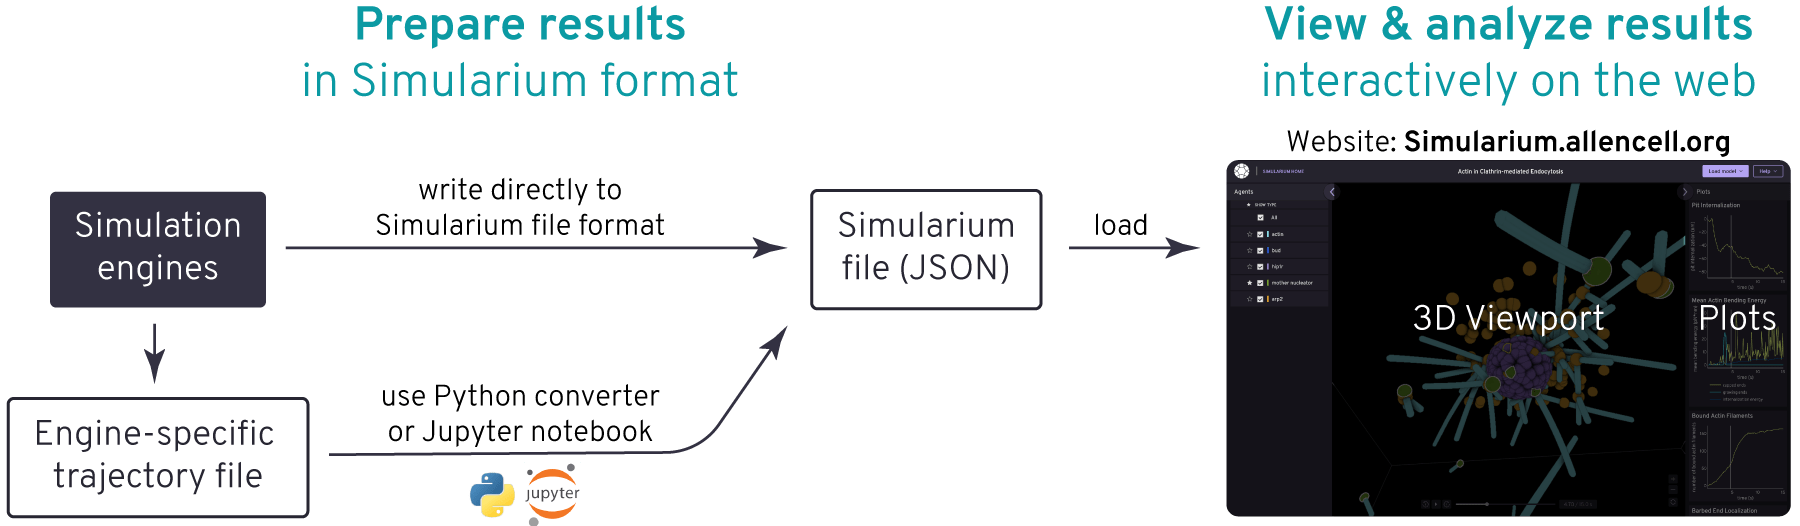 Prepare results
in Simularium format
View & analyze results
interactively on the web
Website: Simularium.allencell.org
Simulation
engines
write directly to
Simularium file format
Simularium
file (JSON)
load
Engine-specific
trajectory file
use Python converter
or Jupyter notebook
jupyter
SIMULARIUM HOME
Actin in Clathrin-mediated Endocytosis
Load model
Help
Agents
SHOW TYPE
All
actin
bud
hip1r
mother nucleator
arp2
3D Viewport
Plots
Plots
Pit Internalization
time (s)
Mean Actin Bending Energy
time (s)
Bound Actin Filaments
time (s)
Barbed End Localization